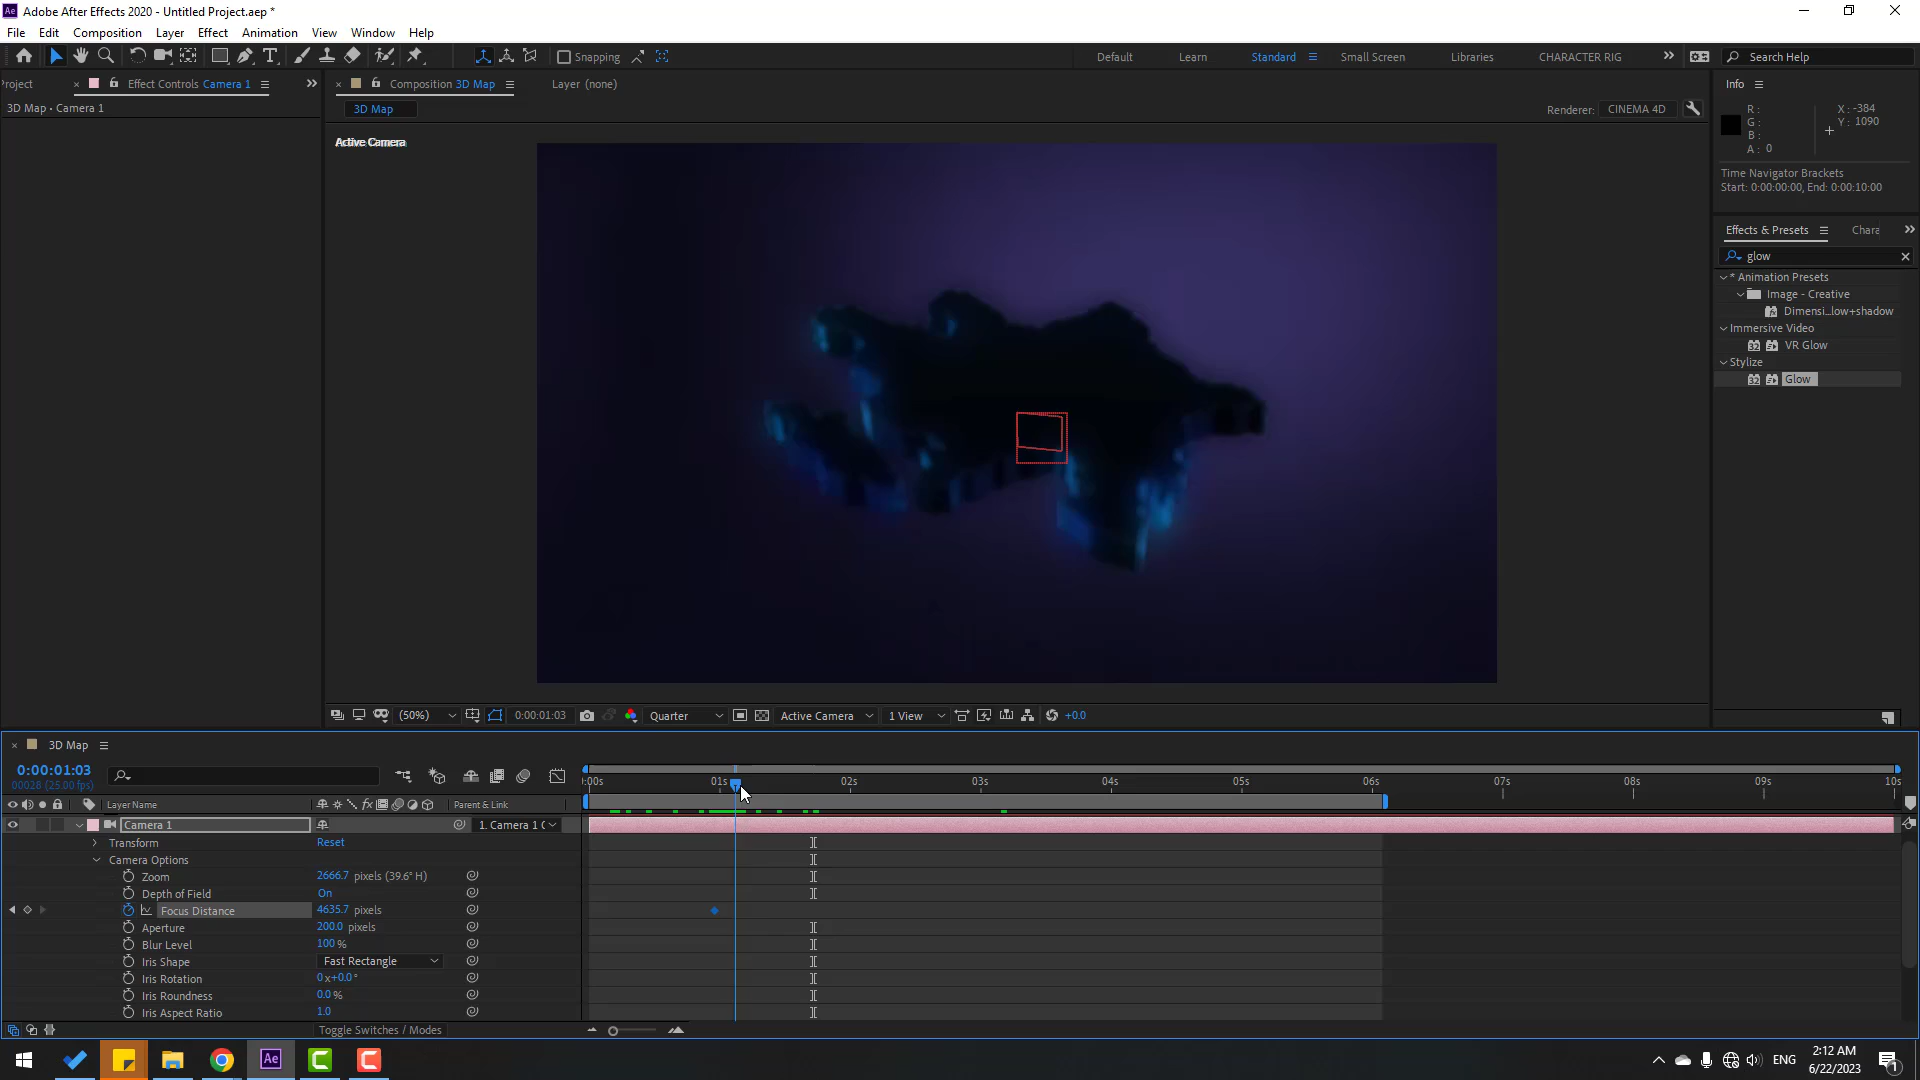 Adobe After Effects 2020 - Untitled Project.aep *
File Edit Composition Layer Effect Animation View Window Help
Snapping
Default Learn Standard Small Screen Libraries CHARACTER RIG Search Help
Project Effect Controls Camera 1 Composition 3D Map Layer (none) Info
3D Map • Camera 1
3D Map
Renderer: CINEMA 4D
Active Camera
R :
G :
B :
A : 0
X : -384
Y : 1090
Time Navigator Brackets
Start: 0:00:00:00, End: 0:00:10:00
Effects & Presets Chara
glow
* Animation Presets
Image - Creative
Dimensi...low+shadow
Immersive Video
VR Glow
Stylize
Glow
(50%) 0:00:01:03 Quarter Active Camera 1 View +0.0
3D Map
0:00:01:03
00028 (25.00 fps)
:00s 01s 02s 03s 04s 05s 06s 07s 08s 09s 10s
Layer Name Parent & Link
Camera 1 1. Camera 1 C
Transform Reset
Camera Options
Zoom 2666.7 pixels (39.6° H)
Depth of Field On
Focus Distance 4635.7 pixels
Aperture 200.0 pixels
Blur Level 100 %
Iris Shape Fast Rectangle
Iris Rotation 0x+0.0°
Iris Roundness 0.0 %
Iris Aspect Ratio 1.0
Toggle Switches / Modes
ENG
2:12 AM
6/22/2023
1